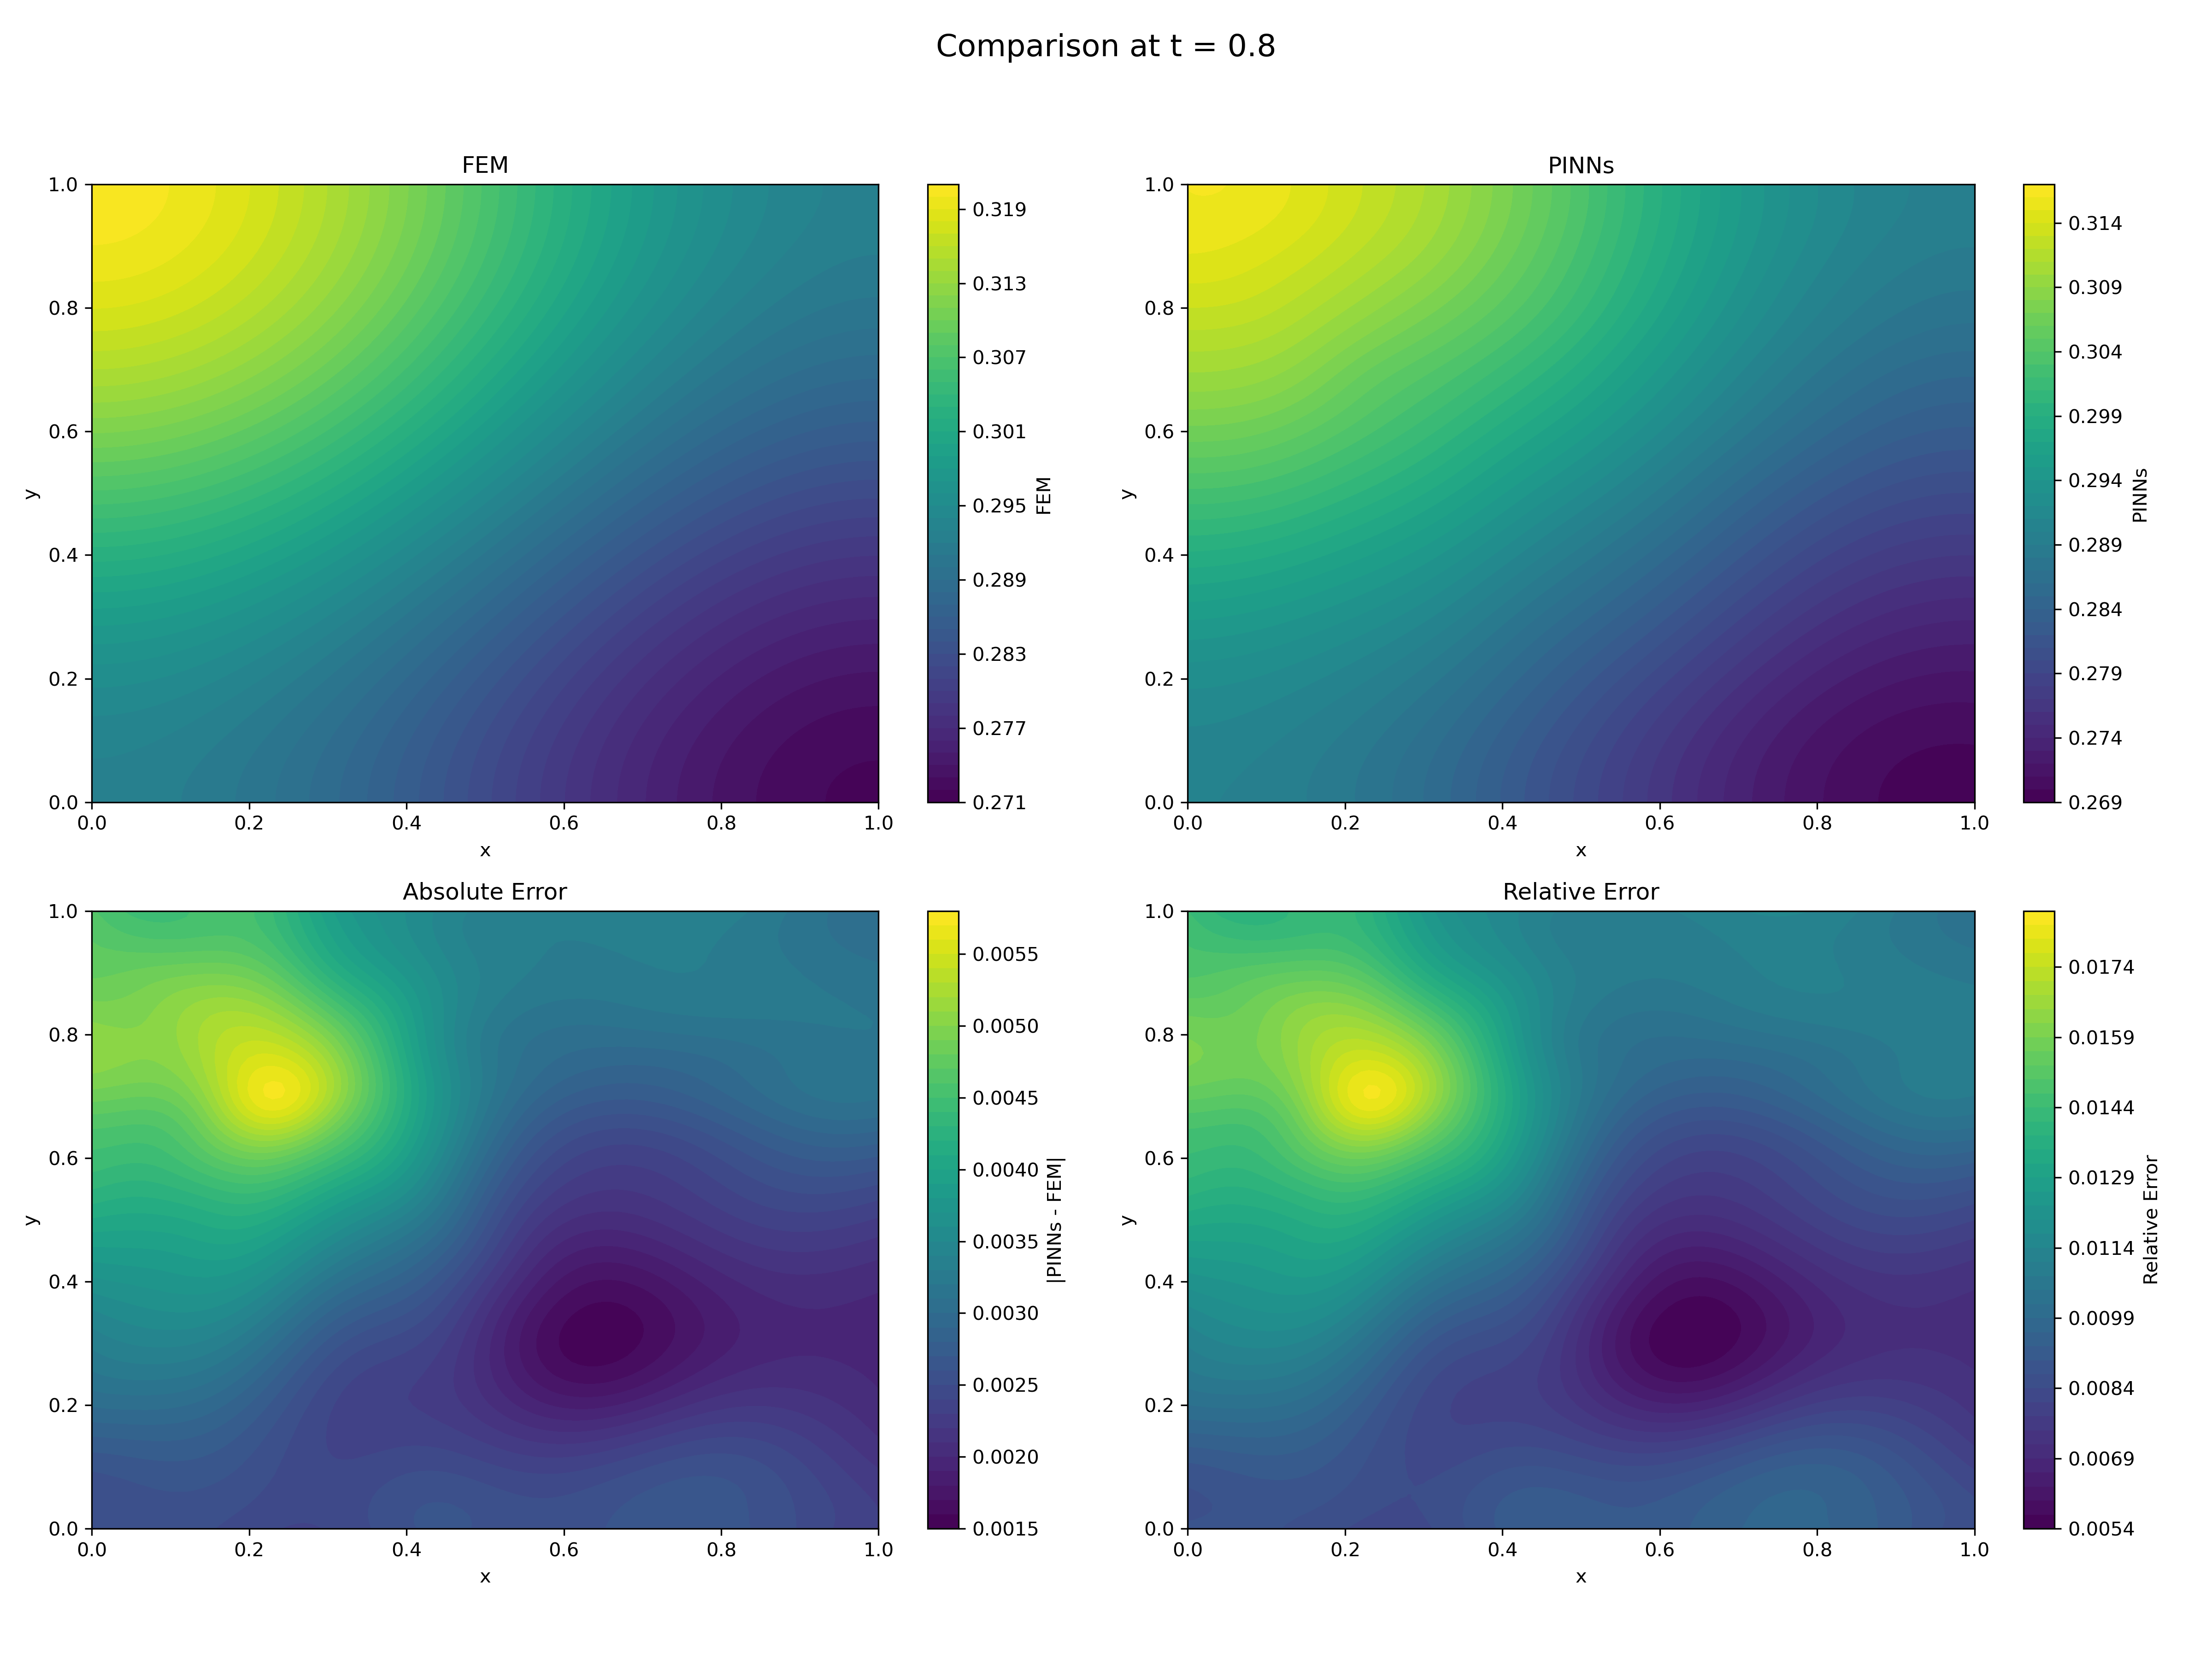 Comparison at t = 0.8
FEM
1.0
0.8
0.6
0.4
0.2
0.0
y
0.0 0.2 0.4 0.6 0.8 1.0
x
0.319
0.313
0.307
0.301
0.295
0.289
0.283
0.277
0.271
FEM
PINNs
1.0
0.8
0.6
0.4
0.2
0.0
y
0.0 0.2 0.4 0.6 0.8 1.0
x
0.314
0.309
0.304
0.299
0.294
0.289
0.284
0.279
0.274
0.269
PINNs
Absolute Error
1.0
0.8
0.6
0.4
0.2
0.0
y
0.0 0.2 0.4 0.6 0.8 1.0
x
0.0055
0.0050
0.0045
0.0040
0.0035
0.0030
0.0025
0.0020
0.0015
|PINNs - FEM|
Relative Error
1.0
0.8
0.6
0.4
0.2
0.0
y
0.0 0.2 0.4 0.6 0.8 1.0
x
0.0174
0.0159
0.0144
0.0129
0.0114
0.0099
0.0084
0.0069
0.0054
Relative Error